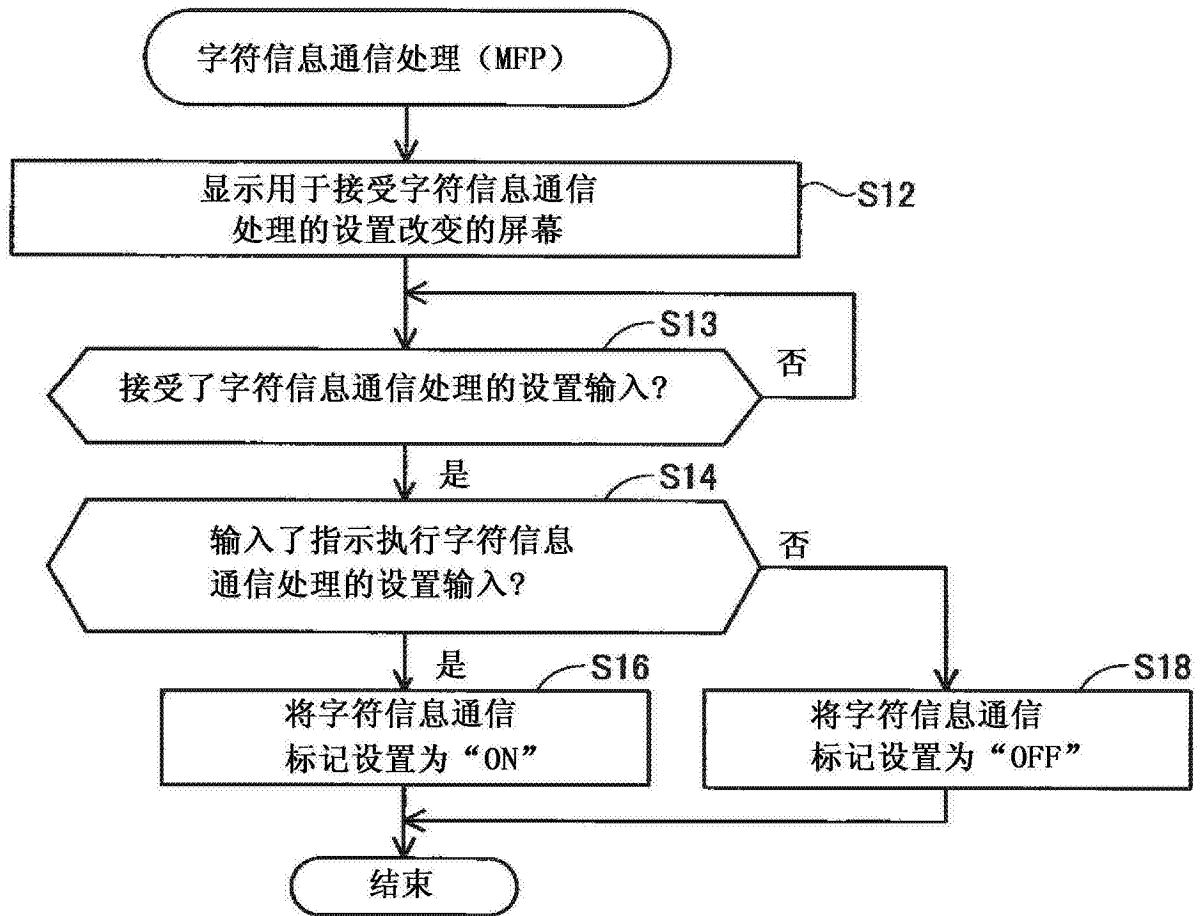 字符信息通信处理（MFP）
显示用于接受字符信息通信
处理的设置改变的屏幕
S12
S13
接受了字符信息通信处理的设置输入?
否
是
S14
输入了指示执行字符信息
通信处理的设置输入?
否
是
S16
将字符信息通信
标记设置为“ON”
S18
将字符信息通信
标记设置为“OFF”
结束